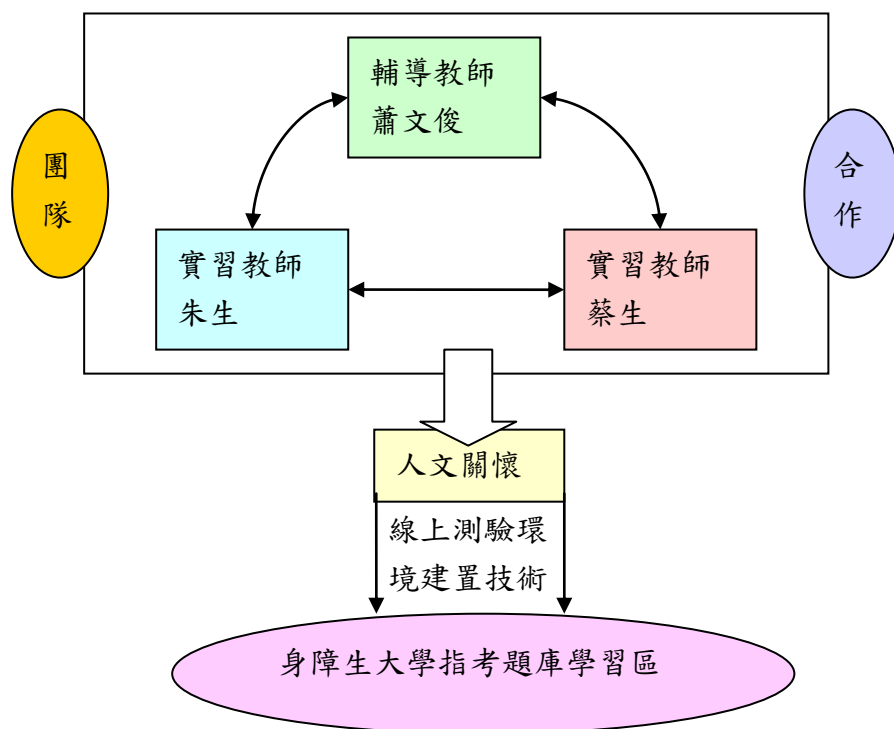 輔導教師
蕭文俊
團
隊
合
作
實習教師
朱生
實習教師
蔡生
人文關懷
線上測驗環
境建置技術
身障生大學指考題庫學習區